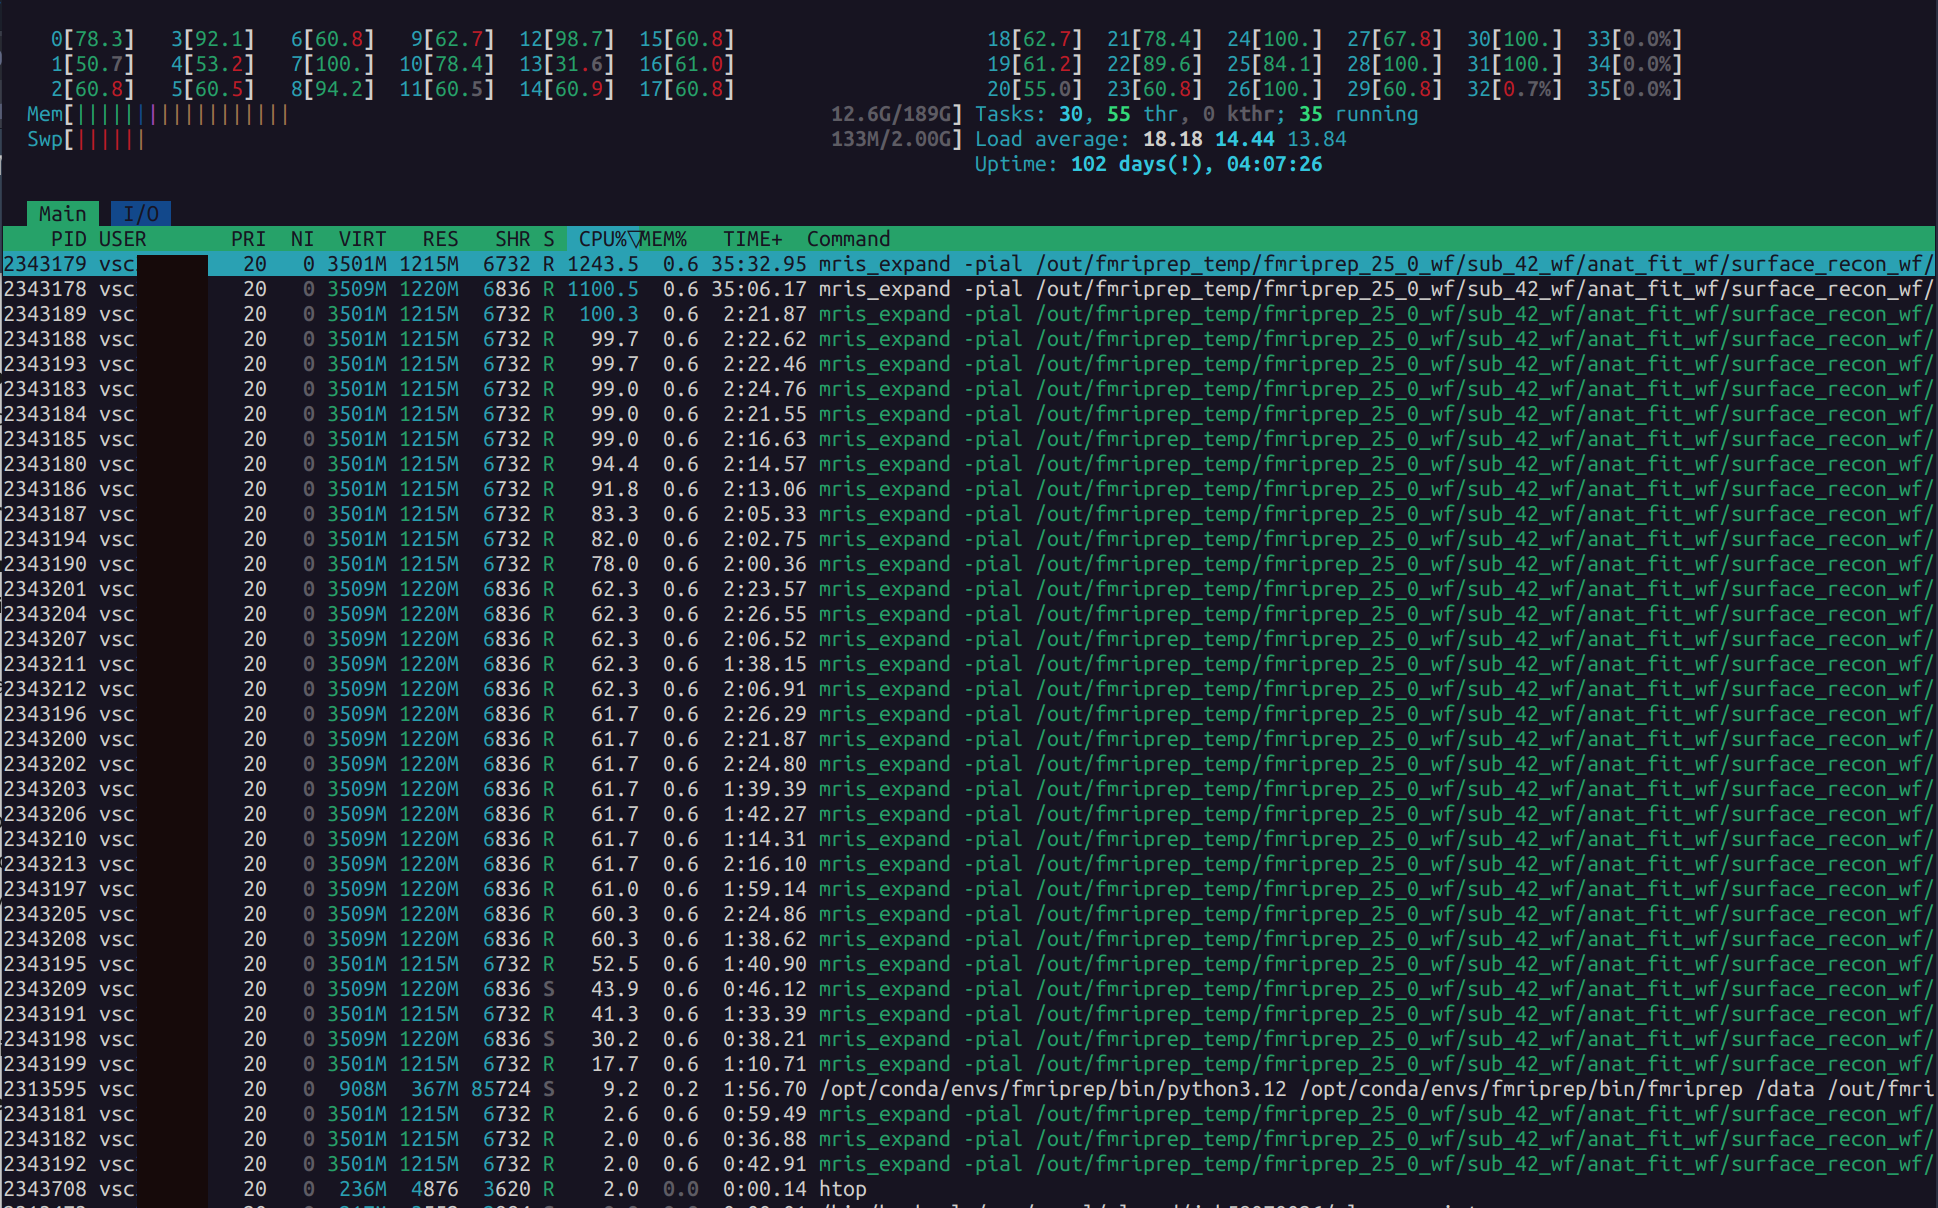 0[78.3] 3[92.1] 6[60.8] 9[62.7] 12[98.7] 15[60.8] 18[62.7] 21[78.4] 24[100.] 27[67.8] 30[100.] 33[0.0%]
1[50.7] 4[53.2] 7[100.] 10[78.4] 13[31.6] 16[61.0] 19[61.2] 22[89.6] 25[84.1] 28[100.] 31[100.] 34[0.0%]
2[60.8] 5[60.5] 8[94.2] 11[60.5] 14[60.9] 17[60.8] 20[55.0] 23[60.8] 26[100.] 29[60.8] 32[0.7%] 35[0.0%]
Mem[||||||||||||||||||12.6G/189G] Tasks: 30, 55 thr, 0 kthr; 35 running
Swp[||||||133M/2.00G] Load average: 18.18 14.44 13.84
Uptime: 102 days(!), 04:07:26
Main I/O
PID USER PRI NI VIRT RES SHR S CPU%▽MEM% TIME+ Command
2343179 vsc 20 0 3501M 1215M 6732 R 1243.5 0.6 35:32.95 mris_expand -pial /out/fmriprep_temp/fmriprep_25_0_wf/sub_42_wf/anat_fit_wf/surface_recon_wf/
2343178 vsc 20 0 3509M 1220M 6836 R 1100.5 0.6 35:06.17 mris_expand -pial /out/fmriprep_temp/fmriprep_25_0_wf/sub_42_wf/anat_fit_wf/surface_recon_wf/
2343189 vsc 20 0 3501M 1215M 6732 R 100.3 0.6 2:21.87 mris_expand -pial /out/fmriprep_temp/fmriprep_25_0_wf/sub_42_wf/anat_fit_wf/surface_recon_wf/
2343188 vsc 20 0 3501M 1215M 6732 R 99.7 0.6 2:22.62 mris_expand -pial /out/fmriprep_temp/fmriprep_25_0_wf/sub_42_wf/anat_fit_wf/surface_recon_wf/
2343193 vsc 20 0 3501M 1215M 6732 R 99.7 0.6 2:22.46 mris_expand -pial /out/fmriprep_temp/fmriprep_25_0_wf/sub_42_wf/anat_fit_wf/surface_recon_wf/
2343183 vsc 20 0 3501M 1215M 6732 R 99.0 0.6 2:24.76 mris_expand -pial /out/fmriprep_temp/fmriprep_25_0_wf/sub_42_wf/anat_fit_wf/surface_recon_wf/
2343184 vsc 20 0 3501M 1215M 6732 R 99.0 0.6 2:21.55 mris_expand -pial /out/fmriprep_temp/fmriprep_25_0_wf/sub_42_wf/anat_fit_wf/surface_recon_wf/
2343185 vsc 20 0 3501M 1215M 6732 R 99.0 0.6 2:16.63 mris_expand -pial /out/fmriprep_temp/fmriprep_25_0_wf/sub_42_wf/anat_fit_wf/surface_recon_wf/
2343180 vsc 20 0 3501M 1215M 6732 R 94.4 0.6 2:14.57 mris_expand -pial /out/fmriprep_temp/fmriprep_25_0_wf/sub_42_wf/anat_fit_wf/surface_recon_wf/
2343186 vsc 20 0 3501M 1215M 6732 R 91.8 0.6 2:13.06 mris_expand -pial /out/fmriprep_temp/fmriprep_25_0_wf/sub_42_wf/anat_fit_wf/surface_recon_wf/
2343187 vsc 20 0 3501M 1215M 6732 R 83.3 0.6 2:05.33 mris_expand -pial /out/fmriprep_temp/fmriprep_25_0_wf/sub_42_wf/anat_fit_wf/surface_recon_wf/
2343194 vsc 20 0 3501M 1215M 6732 R 82.0 0.6 2:02.75 mris_expand -pial /out/fmriprep_temp/fmriprep_25_0_wf/sub_42_wf/anat_fit_wf/surface_recon_wf/
2343190 vsc 20 0 3501M 1215M 6732 R 78.0 0.6 2:00.36 mris_expand -pial /out/fmriprep_temp/fmriprep_25_0_wf/sub_42_wf/anat_fit_wf/surface_recon_wf/
2343201 vsc 20 0 3509M 1220M 6836 R 62.3 0.6 2:23.57 mris_expand -pial /out/fmriprep_temp/fmriprep_25_0_wf/sub_42_wf/anat_fit_wf/surface_recon_wf/
2343204 vsc 20 0 3509M 1220M 6836 R 62.3 0.6 2:26.55 mris_expand -pial /out/fmriprep_temp/fmriprep_25_0_wf/sub_42_wf/anat_fit_wf/surface_recon_wf/
2343207 vsc 20 0 3509M 1220M 6836 R 62.3 0.6 2:06.52 mris_expand -pial /out/fmriprep_temp/fmriprep_25_0_wf/sub_42_wf/anat_fit_wf/surface_recon_wf/
2343211 vsc 20 0 3509M 1220M 6836 R 62.3 0.6 1:38.15 mris_expand -pial /out/fmriprep_temp/fmriprep_25_0_wf/sub_42_wf/anat_fit_wf/surface_recon_wf/
2343212 vsc 20 0 3509M 1220M 6836 R 62.3 0.6 2:06.91 mris_expand -pial /out/fmriprep_temp/fmriprep_25_0_wf/sub_42_wf/anat_fit_wf/surface_recon_wf/
2343196 vsc 20 0 3509M 1220M 6836 R 61.7 0.6 2:26.29 mris_expand -pial /out/fmriprep_temp/fmriprep_25_0_wf/sub_42_wf/anat_fit_wf/surface_recon_wf/
2343200 vsc 20 0 3509M 1220M 6836 R 61.7 0.6 2:21.87 mris_expand -pial /out/fmriprep_temp/fmriprep_25_0_wf/sub_42_wf/anat_fit_wf/surface_recon_wf/
2343202 vsc 20 0 3509M 1220M 6836 R 61.7 0.6 2:24.80 mris_expand -pial /out/fmriprep_temp/fmriprep_25_0_wf/sub_42_wf/anat_fit_wf/surface_recon_wf/
2343203 vsc 20 0 3509M 1220M 6836 R 61.7 0.6 1:39.39 mris_expand -pial /out/fmriprep_temp/fmriprep_25_0_wf/sub_42_wf/anat_fit_wf/surface_recon_wf/
2343206 vsc 20 0 3509M 1220M 6836 R 61.7 0.6 1:42.27 mris_expand -pial /out/fmriprep_temp/fmriprep_25_0_wf/sub_42_wf/anat_fit_wf/surface_recon_wf/
2343210 vsc 20 0 3509M 1220M 6836 R 61.7 0.6 1:14.31 mris_expand -pial /out/fmriprep_temp/fmriprep_25_0_wf/sub_42_wf/anat_fit_wf/surface_recon_wf/
2343213 vsc 20 0 3509M 1220M 6836 R 61.7 0.6 2:16.10 mris_expand -pial /out/fmriprep_temp/fmriprep_25_0_wf/sub_42_wf/anat_fit_wf/surface_recon_wf/
2343197 vsc 20 0 3509M 1220M 6836 R 61.0 0.6 1:59.14 mris_expand -pial /out/fmriprep_temp/fmriprep_25_0_wf/sub_42_wf/anat_fit_wf/surface_recon_wf/
2343205 vsc 20 0 3509M 1220M 6836 R 60.3 0.6 2:24.86 mris_expand -pial /out/fmriprep_temp/fmriprep_25_0_wf/sub_42_wf/anat_fit_wf/surface_recon_wf/
2343208 vsc 20 0 3509M 1220M 6836 R 60.3 0.6 1:38.62 mris_expand -pial /out/fmriprep_temp/fmriprep_25_0_wf/sub_42_wf/anat_fit_wf/surface_recon_wf/
2343195 vsc 20 0 3501M 1215M 6732 R 52.5 0.6 1:40.90 mris_expand -pial /out/fmriprep_temp/fmriprep_25_0_wf/sub_42_wf/anat_fit_wf/surface_recon_wf/
2343209 vsc 20 0 3509M 1220M 6836 S 43.9 0.6 0:46.12 mris_expand -pial /out/fmriprep_temp/fmriprep_25_0_wf/sub_42_wf/anat_fit_wf/surface_recon_wf/
2343191 vsc 20 0 3501M 1215M 6732 R 41.3 0.6 1:33.39 mris_expand -pial /out/fmriprep_temp/fmriprep_25_0_wf/sub_42_wf/anat_fit_wf/surface_recon_wf/
2343198 vsc 20 0 3509M 1220M 6836 S 30.2 0.6 0:38.21 mris_expand -pial /out/fmriprep_temp/fmriprep_25_0_wf/sub_42_wf/anat_fit_wf/surface_recon_wf/
2343199 vsc 20 0 3501M 1215M 6732 R 17.7 0.6 1:10.71 mris_expand -pial /out/fmriprep_temp/fmriprep_25_0_wf/sub_42_wf/anat_fit_wf/surface_recon_wf/
2313595 vsc 20 0 908M 367M 85724 S 9.2 0.2 1:56.70 /opt/conda/envs/fmriprep/bin/python3.12 /opt/conda/envs/fmriprep/bin/fmriprep /data /out/fmri
2343181 vsc 20 0 3501M 1215M 6732 R 2.6 0.6 0:59.49 mris_expand -pial /out/fmriprep_temp/fmriprep_25_0_wf/sub_42_wf/anat_fit_wf/surface_recon_wf/
2343182 vsc 20 0 3501M 1215M 6732 R 2.0 0.6 0:36.88 mris_expand -pial /out/fmriprep_temp/fmriprep_25_0_wf/sub_42_wf/anat_fit_wf/surface_recon_wf/
2343192 vsc 20 0 3501M 1215M 6732 R 2.0 0.6 0:42.91 mris_expand -pial /out/fmriprep_temp/fmriprep_25_0_wf/sub_42_wf/anat_fit_wf/surface_recon_wf/
2343708 vsc 20 0 236M 4876 3620 R 2.0 0.0 0:00.14 htop